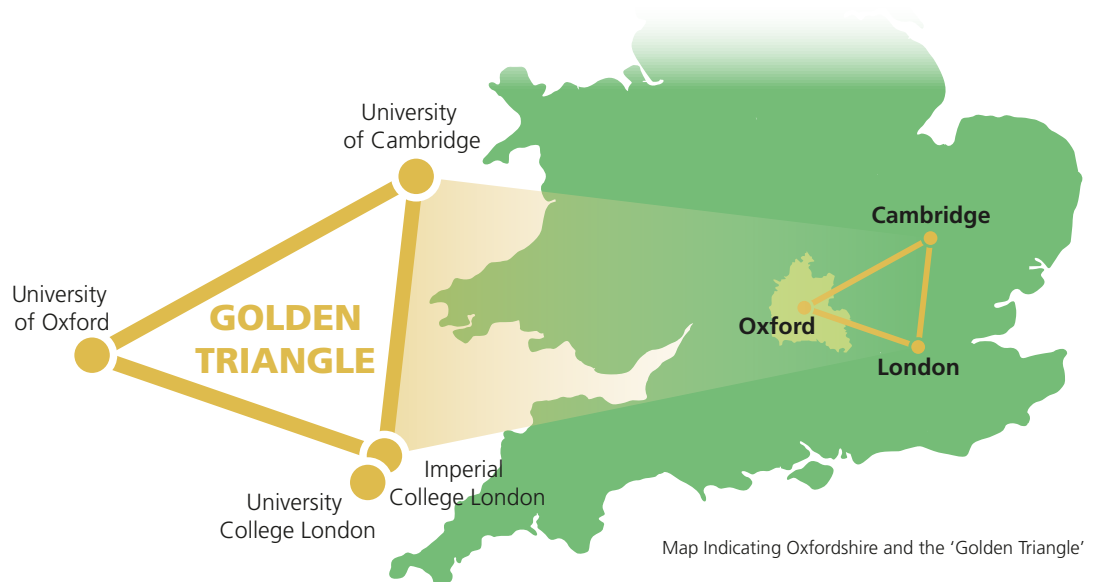 University
of Cambridge
Cambridge
University
of Oxford
GOLDEN
TRIANGLE
Oxford
London
Imperial
College London
University
College London
Map Indicating Oxfordshire and the ‘Golden Triangle’